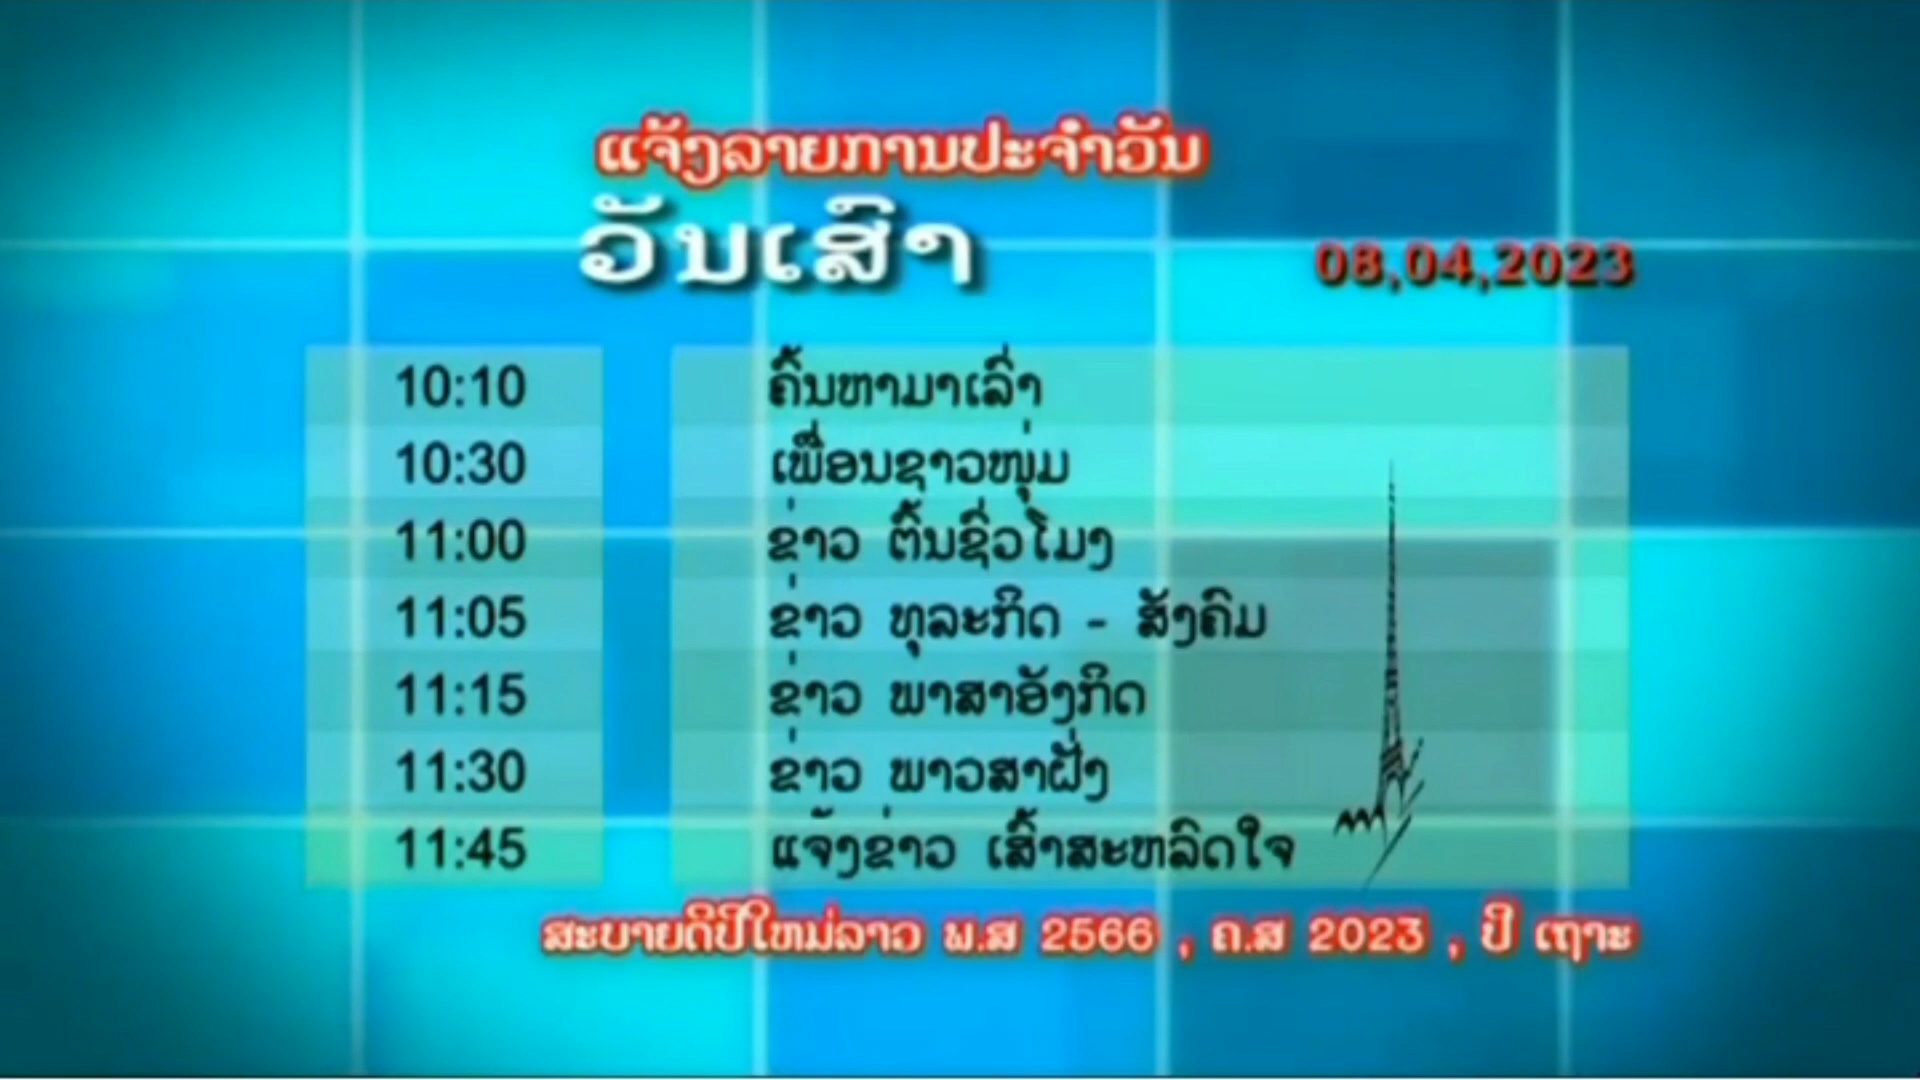 ແຈ້ງລາຍການປະຈຳວັນ
ວັນເສົາ
08,04,2023
10:10 ຄົ້ນຫາມາເລົ່າ
10:30 ເພື່ອນຊາວໜຸ່ມ
11:00 ຂ່າວ ຕົ້ນຊົ່ວໂມງ
11:05 ຂ່າວ ທຸລະກິດ - ສັງຄົມ
11:15 ຂ່າວ ພາສາອັງກິດ
11:30 ຂ່າວ ພາວສາຝັ່ງ
11:45 ແຈ້ງຂ່າວ ເສົ້າສະຫລົດໃຈ
ສະບາຍດີປີໃຫມ່ລາວ ພ.ສ 2566 , ຄ.ສ 2023 , ປີ ເຖາະ